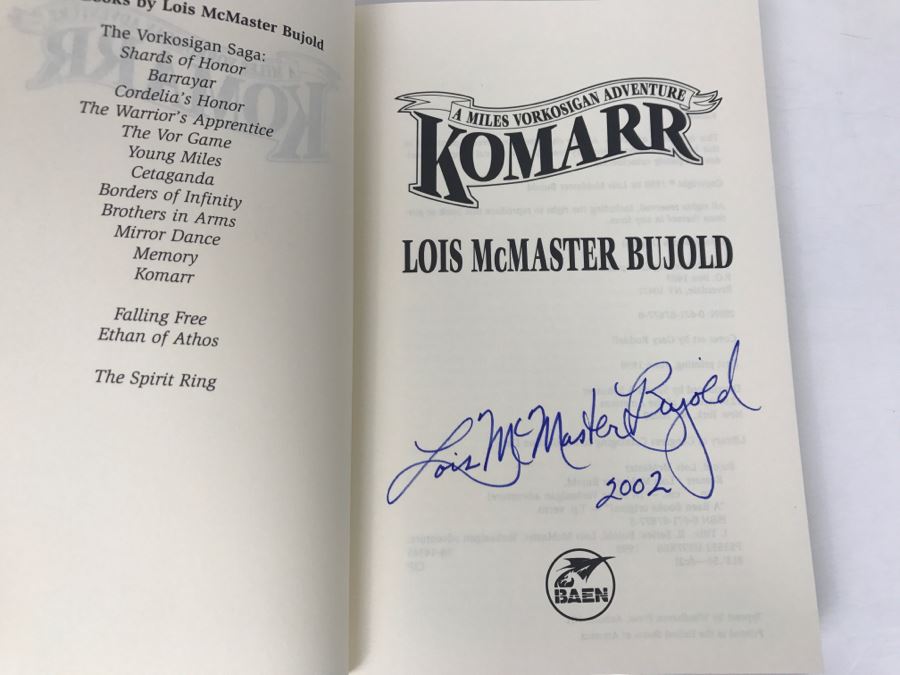 Books by Lois McMaster Bujold
The Vorkosigan Saga:
Shards of Honor
Barrayar
Cordelia's Honor
The Warrior's Apprentice
The Vor Game
Young Miles
Cetaganda
Borders of Infinity
Brothers in Arms
Mirror Dance
Memory
Komarr
Falling Free
Ethan of Athos
The Spirit Ring
A MILES VORKOSIGAN ADVENTURE
KOMARR
LOIS McMASTER BUJOLD
Lois McMaster Bujold
2002
BAEN